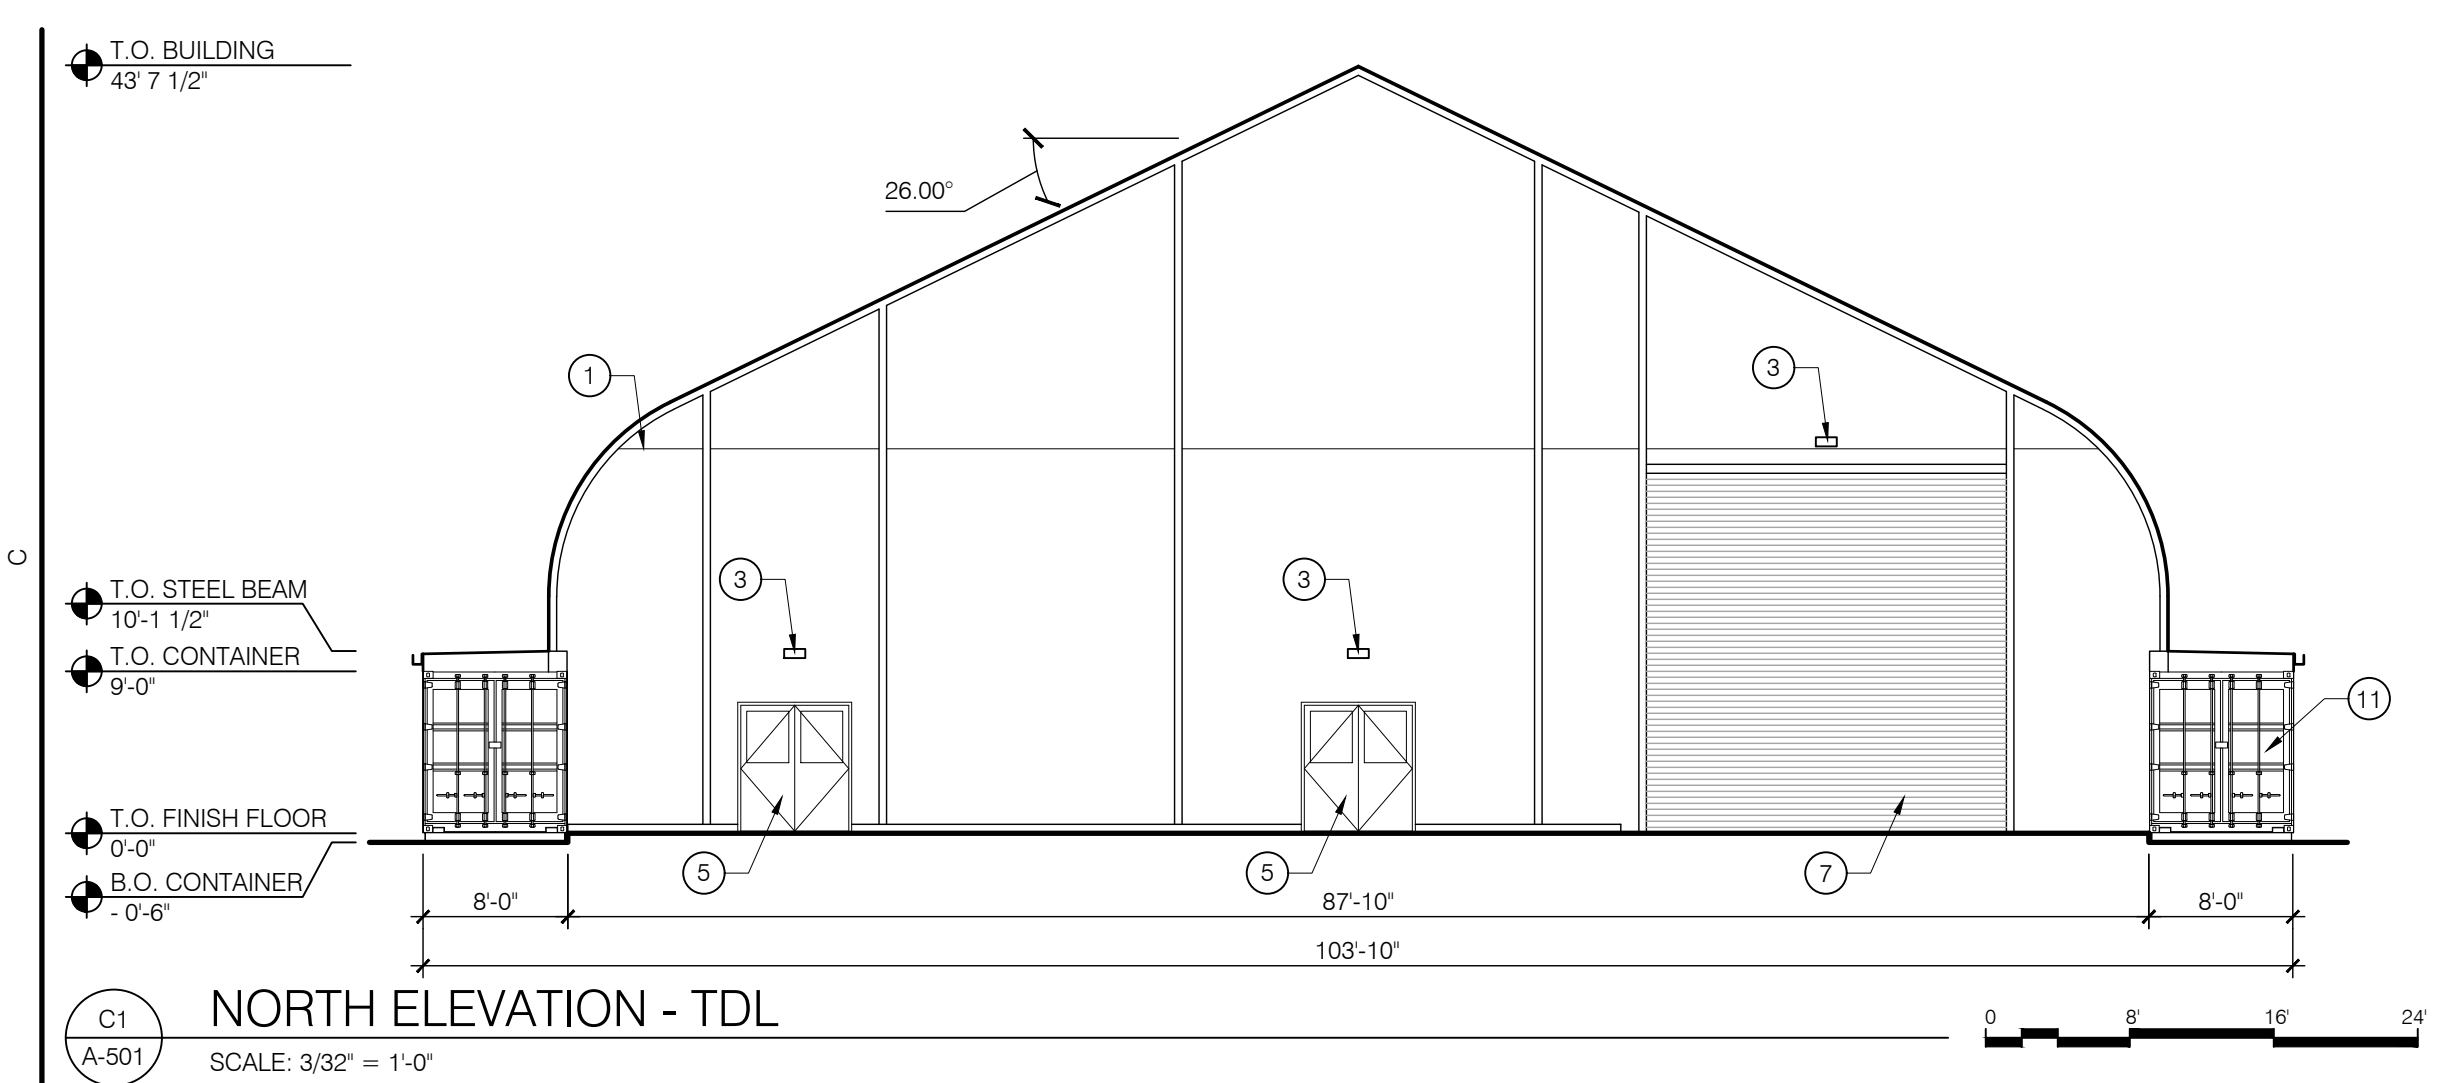 T.O. BUILDING
43' 7 1/2"
26.00°
1
3
C
T.O. STEEL BEAM
10'-1 1/2"
3
3
T.O. CONTAINER
9'-0"
11
T.O. FINISH FLOOR
0'-0"
B.O. CONTAINER
- 0'-6"
5
5
7
8'-0"
87'-10"
8'-0"
103'-10"
C1
A-501
NORTH ELEVATION - TDL
SCALE: 3/32" = 1'-0"
0 8' 16' 24'